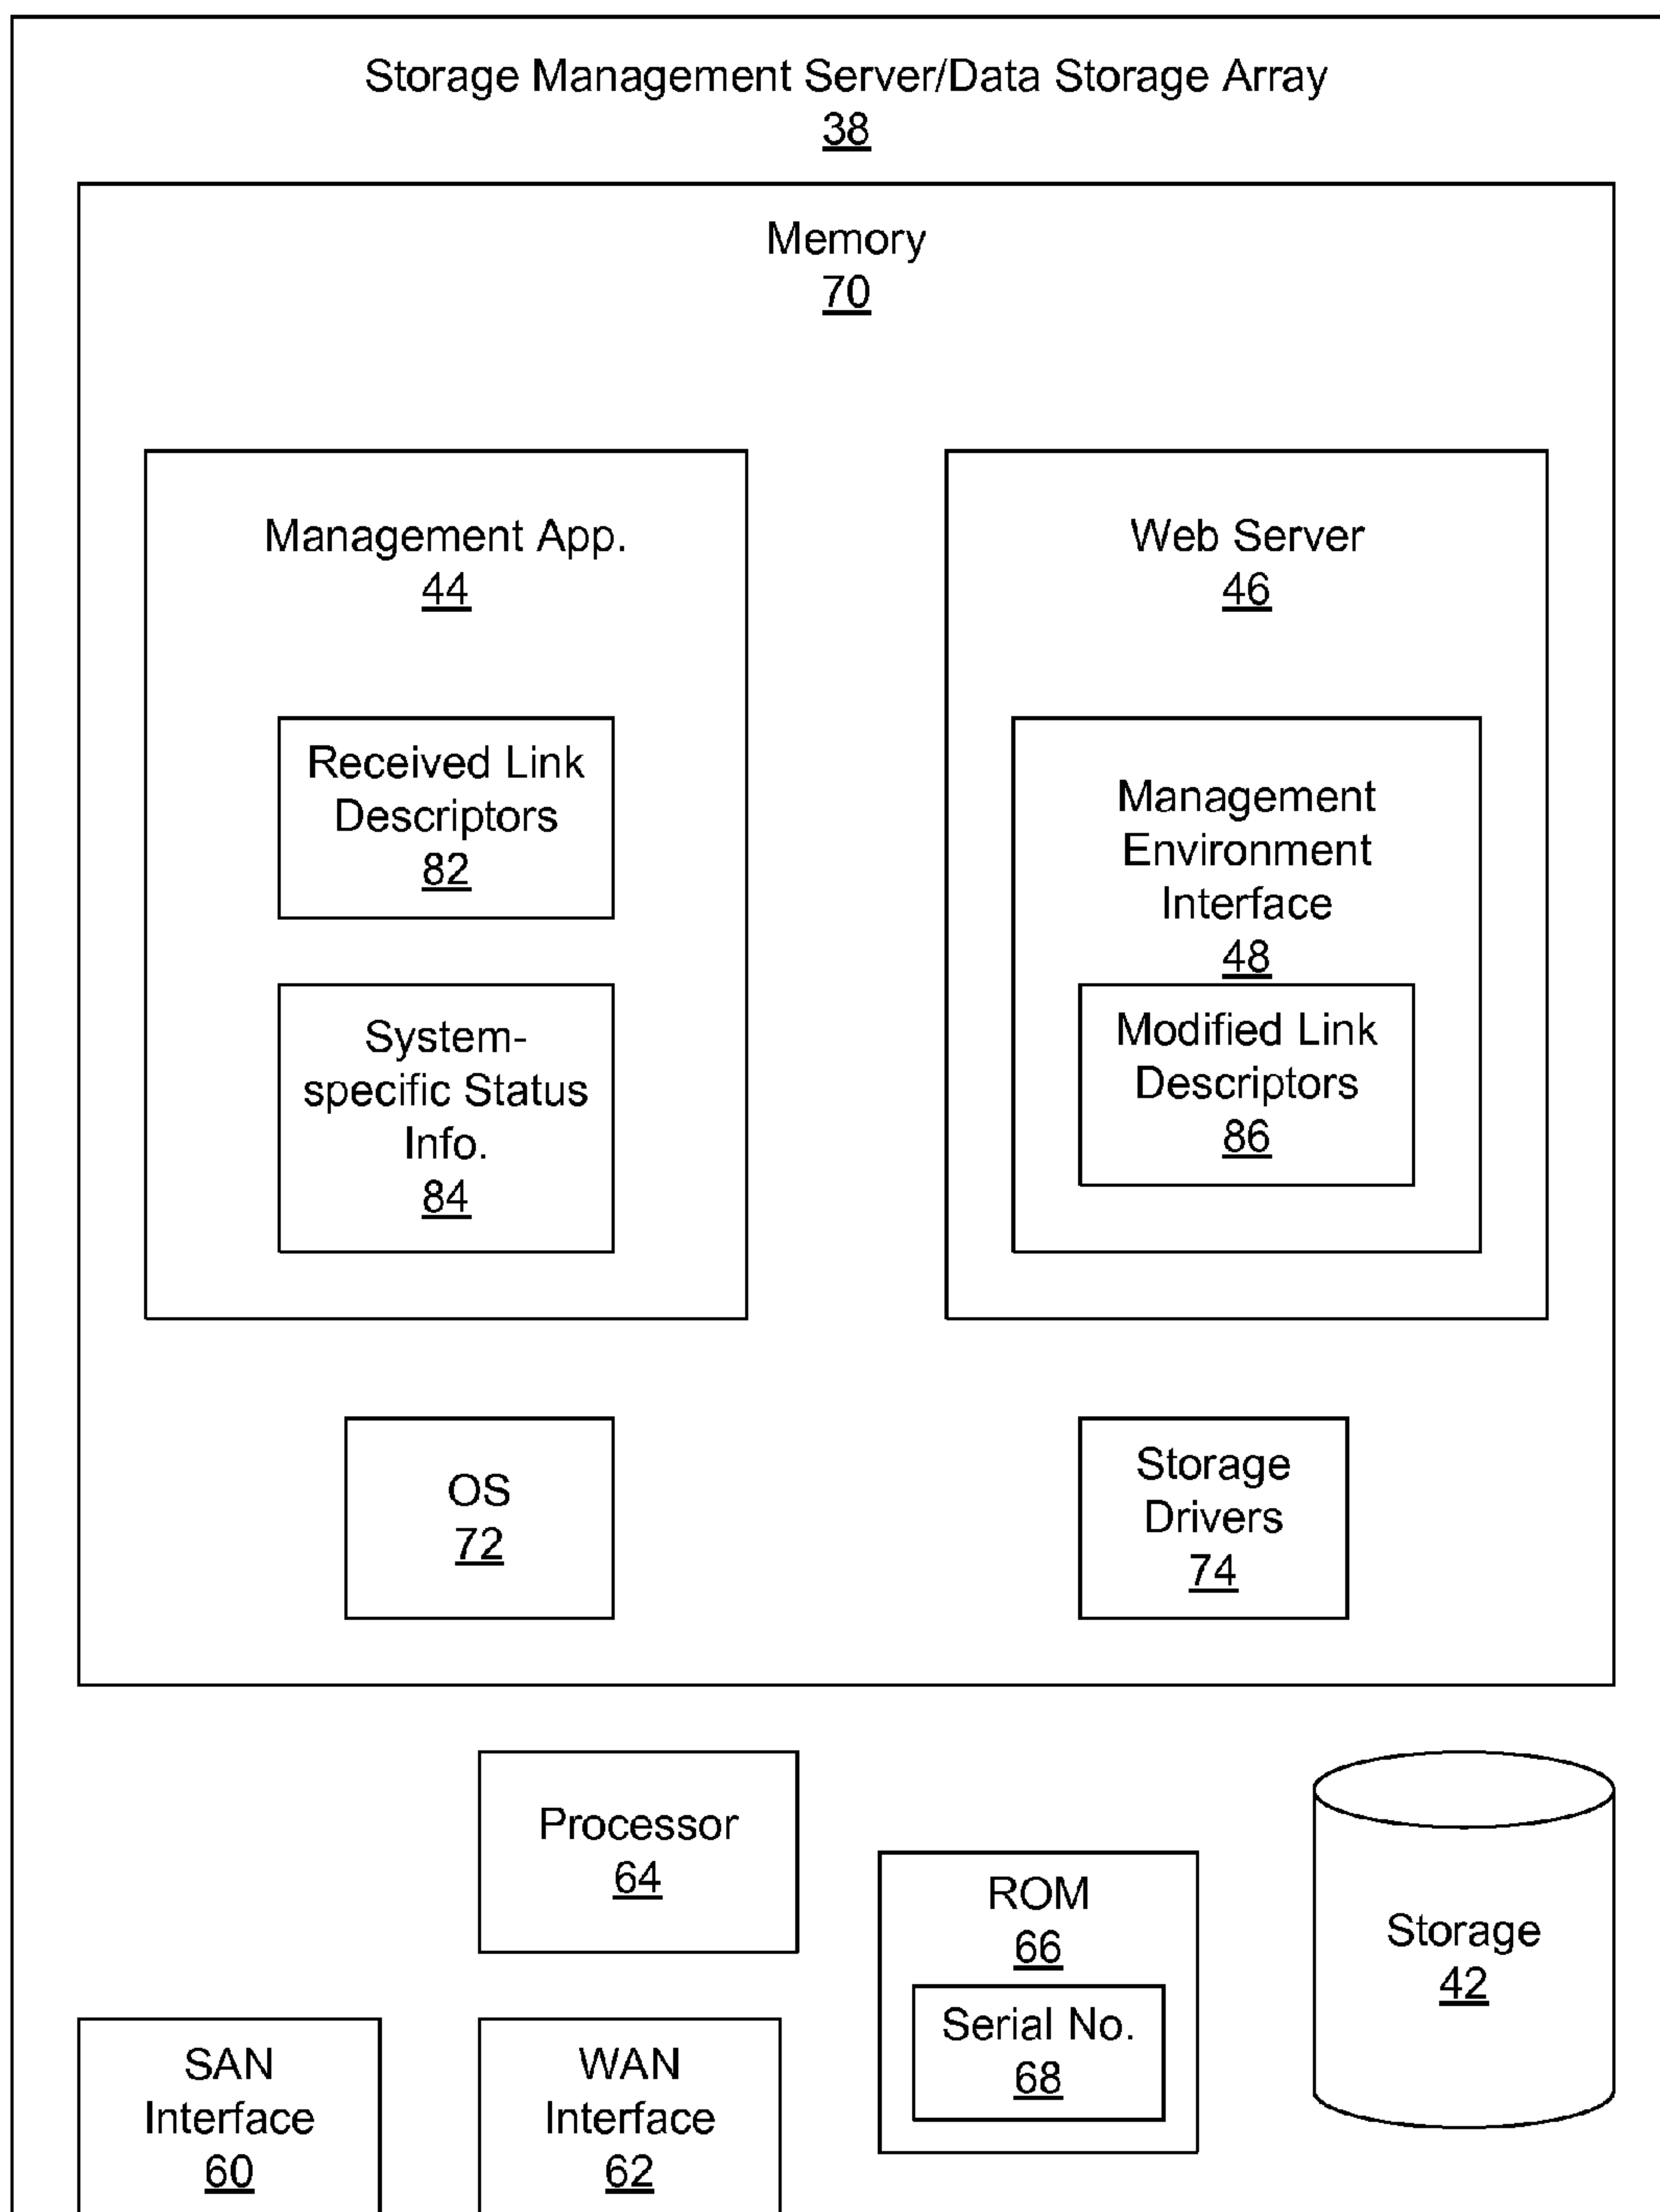 Storage Management Server/Data Storage Array
38
Memory
70
Management App.
44
Received Link
Descriptors
82
System-
specific Status
Info.
84
Web Server
46
Management
Environment
Interface
48
Modified Link
Descriptors
86
OS
72
Storage
Drivers
74
Processor
64
ROM
66
Serial No.
68
Storage
42
SAN
Interface
60
WAN
Interface
62